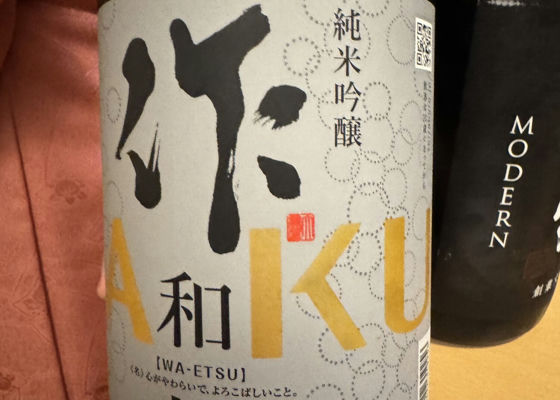 作
純米吟醸
AKU
和
【WA-ETSU】
〈名〉心がやわらいで、よろこばしいこと。
MODERN